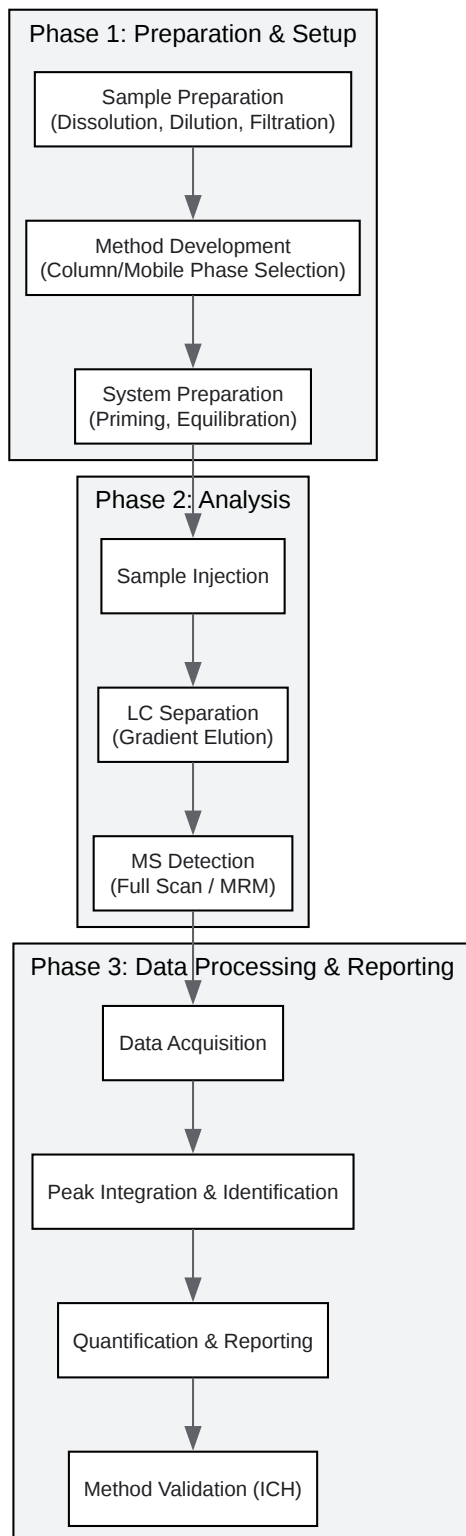 Phase 1: Preparation & Setup
Sample Preparation
(Dissolution, Dilution, Filtration)
Method Development
(Column/Mobile Phase Selection)
System Preparation
(Priming, Equilibration)
Phase 2: Analysis
Sample Injection
LC Separation
(Gradient Elution)
MS Detection
(Full Scan / MRM)
Phase 3: Data Processing & Reporting
Data Acquisition
Peak Integration & Identification
Quantification & Reporting
Method Validation (ICH)